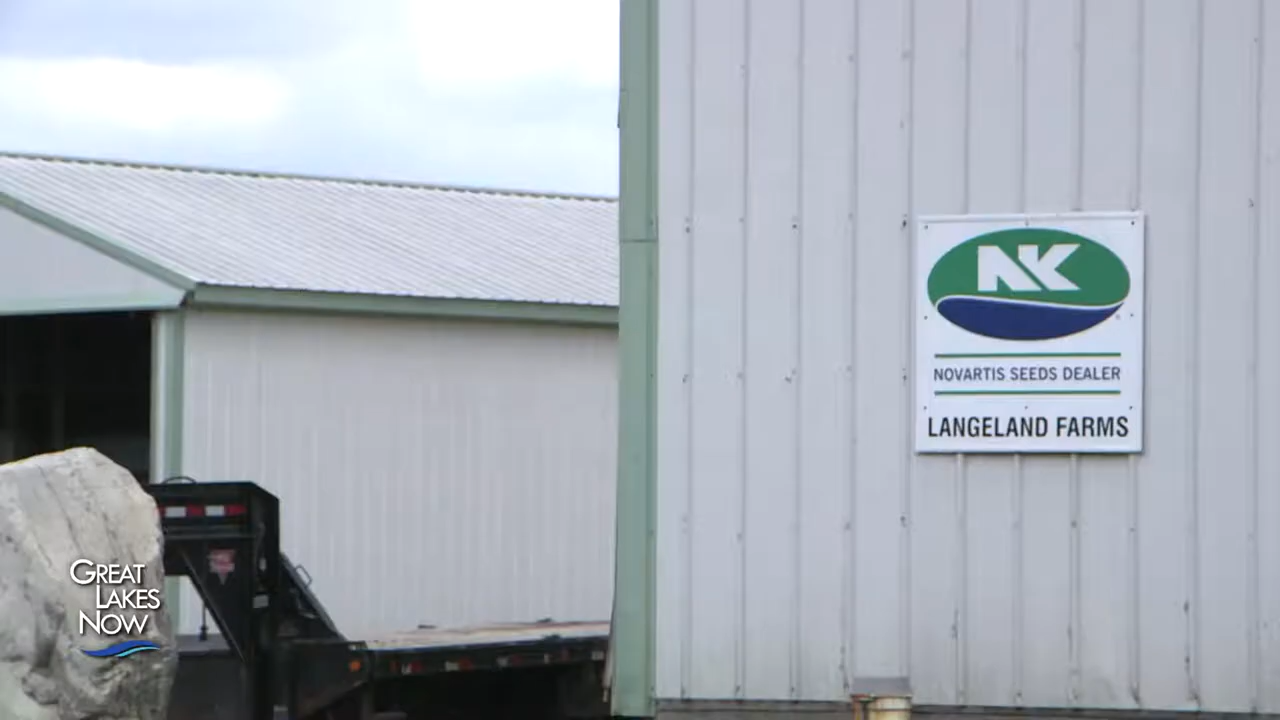 NK
NOVARTIS SEEDS DEALER
LANGELAND FARMS
GREAT
LAKES
NOW